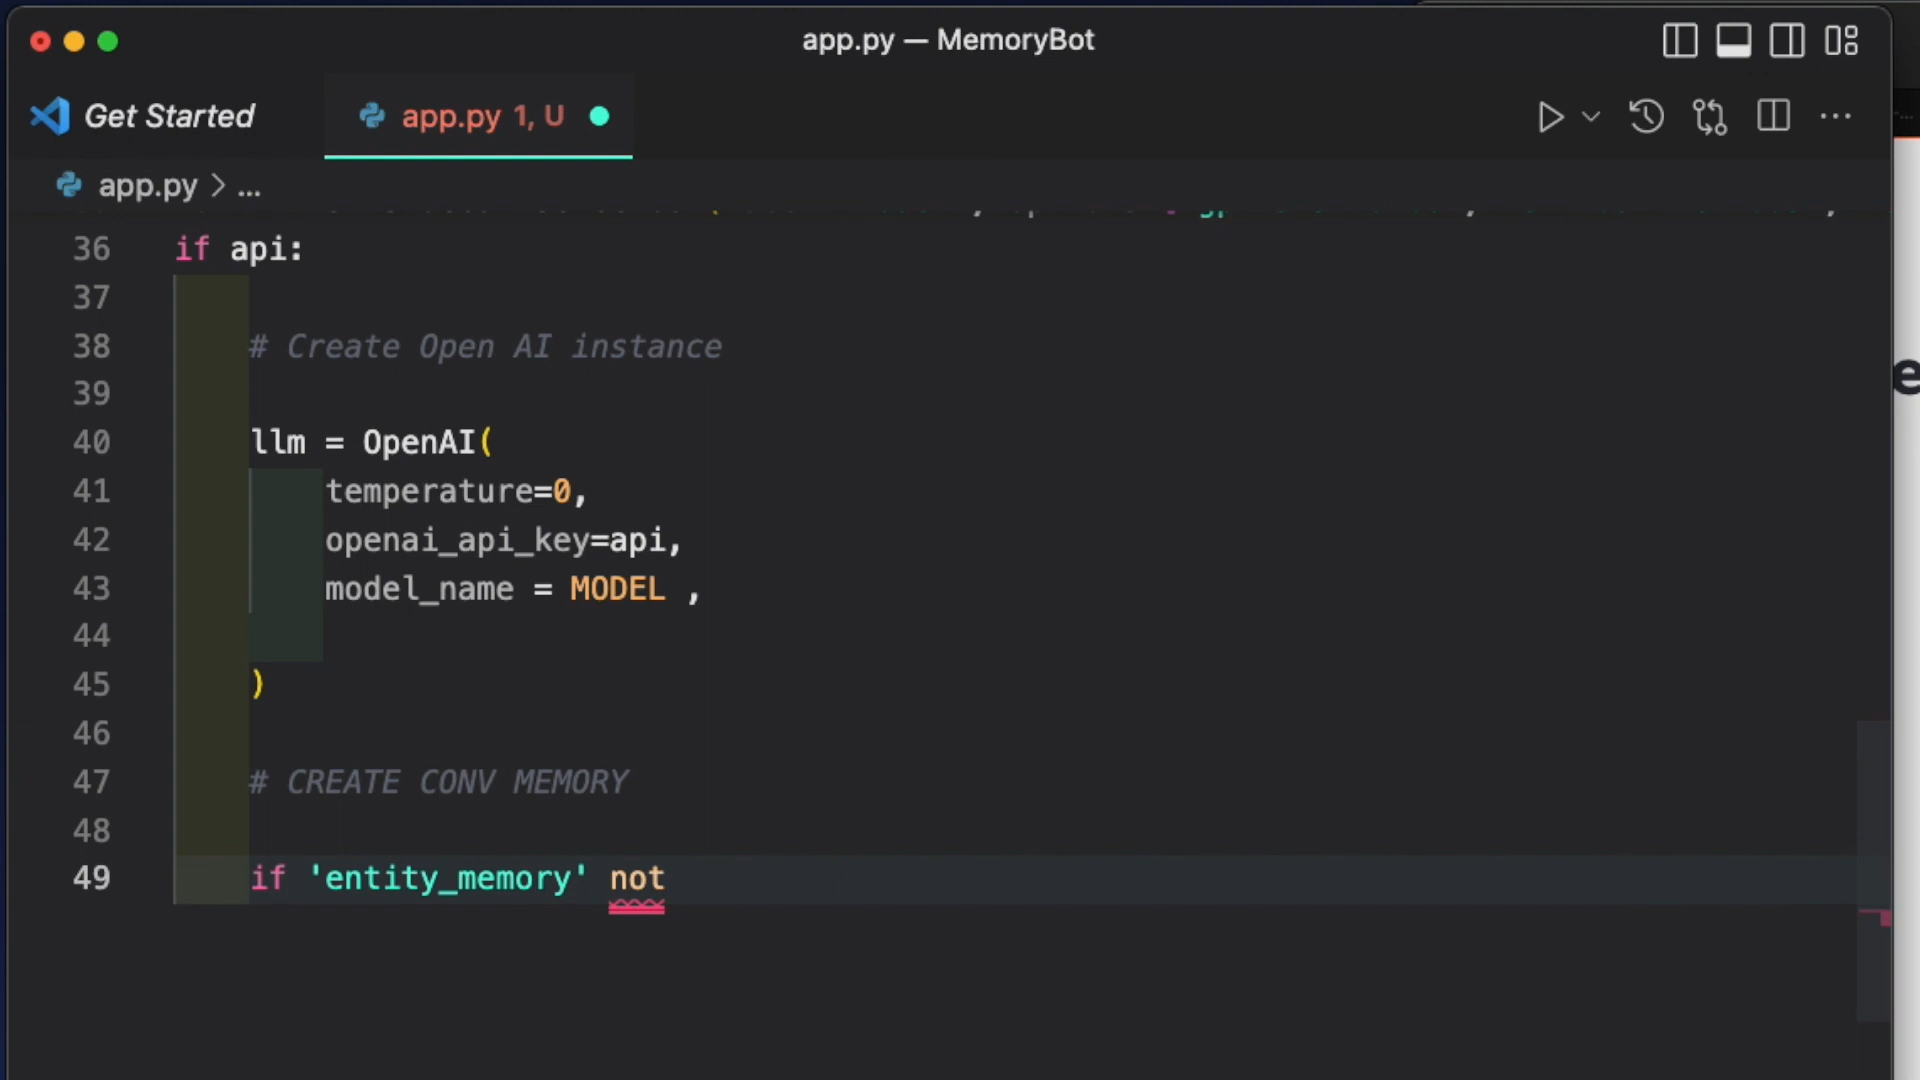 app.py — MemoryBot
Get Started
app.py 1, U
app.py > ...
36 if api:
37
38 # Create Open AI instance
39
40 llm = OpenAI(
41 temperature=0,
42 openai_api_key=api,
43 model_name = MODEL ,
44
45 )
46
47 # CREATE CONV MEMORY
48
49 if 'entity_memory' not
e